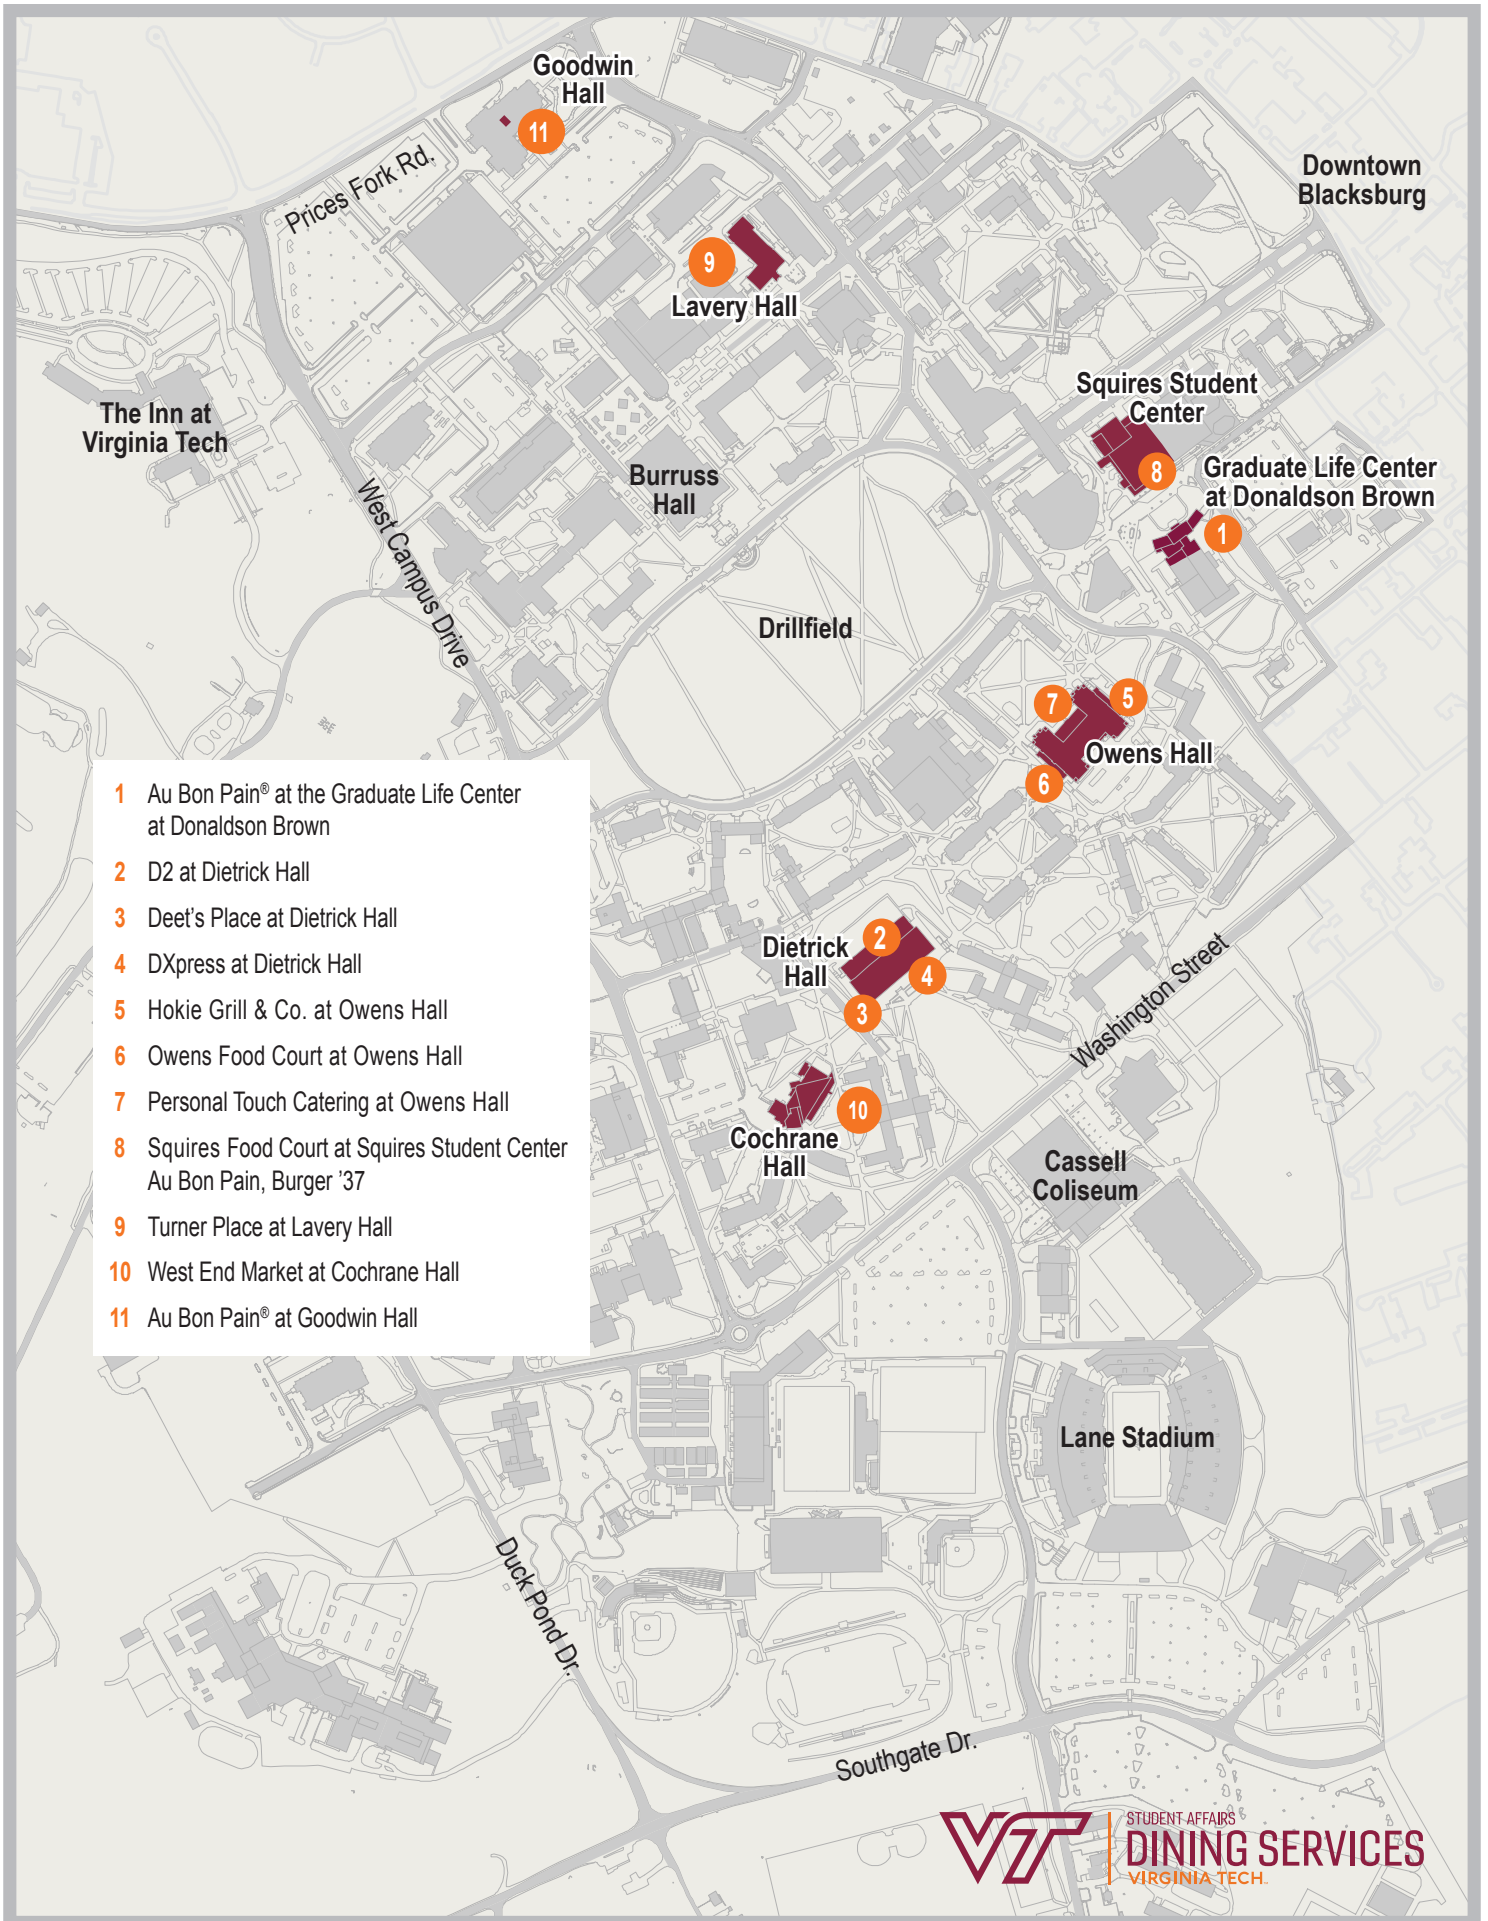 Goodwin
Hall
11
Prices Fork Rd.
Downtown
Blacksburg
9
Lavery Hall
Squires Student
Center
8
The Inn at
Virginia Tech
Burruss
Hall
Graduate Life Center
at Donaldson Brown
1
West Campus Drive
Drillfield
7
5
Owens Hall
6
1 Au Bon Pain® at the Graduate Life Center
at Donaldson Brown
2 D2 at Dietrick Hall
3 Deet's Place at Dietrick Hall
4 DXpress at Dietrick Hall
5 Hokie Grill & Co. at Owens Hall
6 Owens Food Court at Owens Hall
7 Personal Touch Catering at Owens Hall
8 Squires Food Court at Squires Student Center
Au Bon Pain, Burger '37
9 Turner Place at Lavery Hall
10 West End Market at Cochrane Hall
11 Au Bon Pain® at Goodwin Hall
Dietrick
Hall
2
4
3
Washington Street
10
Cochrane
Hall
Cassell
Coliseum
Lane Stadium
Duck Pond Dr.
Southgate Dr.
VT
STUDENT AFFAIRS
DINING SERVICES
VIRGINIA TECH